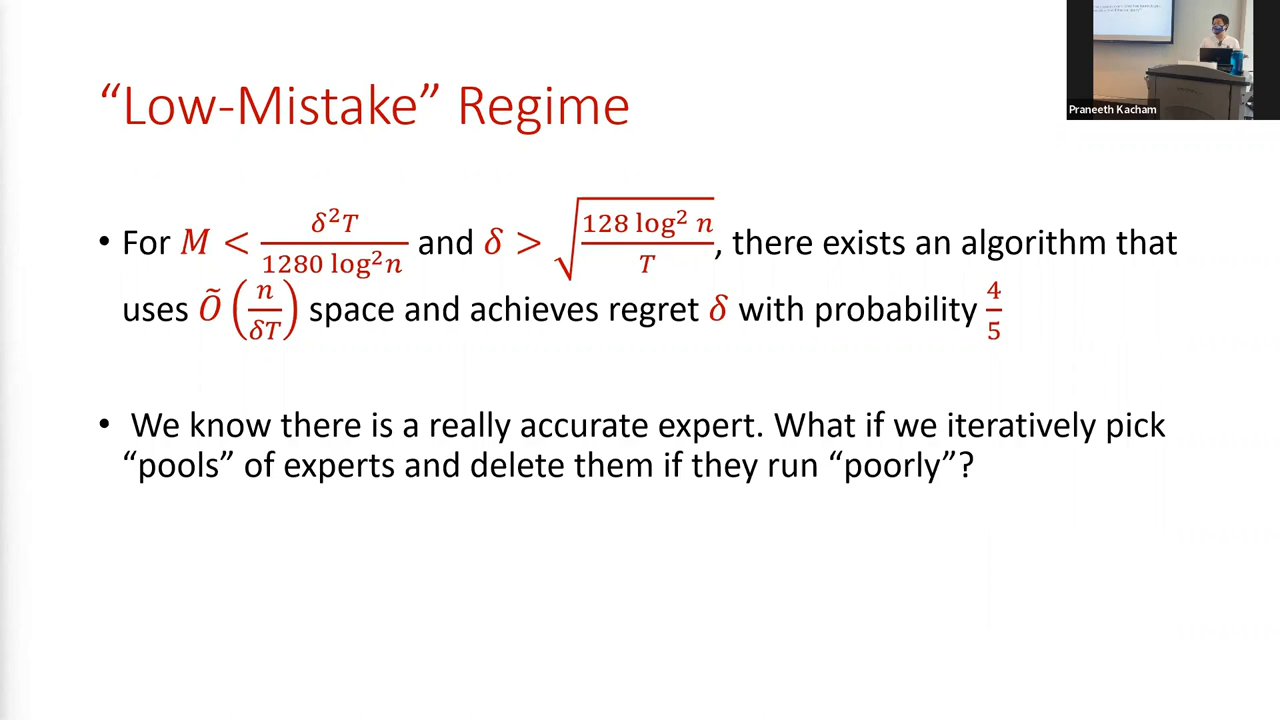 “Low-Mistake” Regime
Praneeth Kacham
• For M < δ²T / (1280 log²n) and δ > √(128 log² n / T), there exists an algorithm that
uses Õ(n/δT) space and achieves regret δ with probability 4/5
• We know there is a really accurate expert. What if we iteratively pick
“pools” of experts and delete them if they run “poorly”?